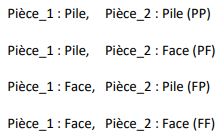 Pièce_1 : Pile, Pièce_2 : Pile (PP)
Pièce_1 : Pile, Pièce_2 : Face (PF)
Pièce_1 : Face, Pièce_2 : Pile (FP)
Pièce_1 : Face, Pièce_2 : Face (FF)